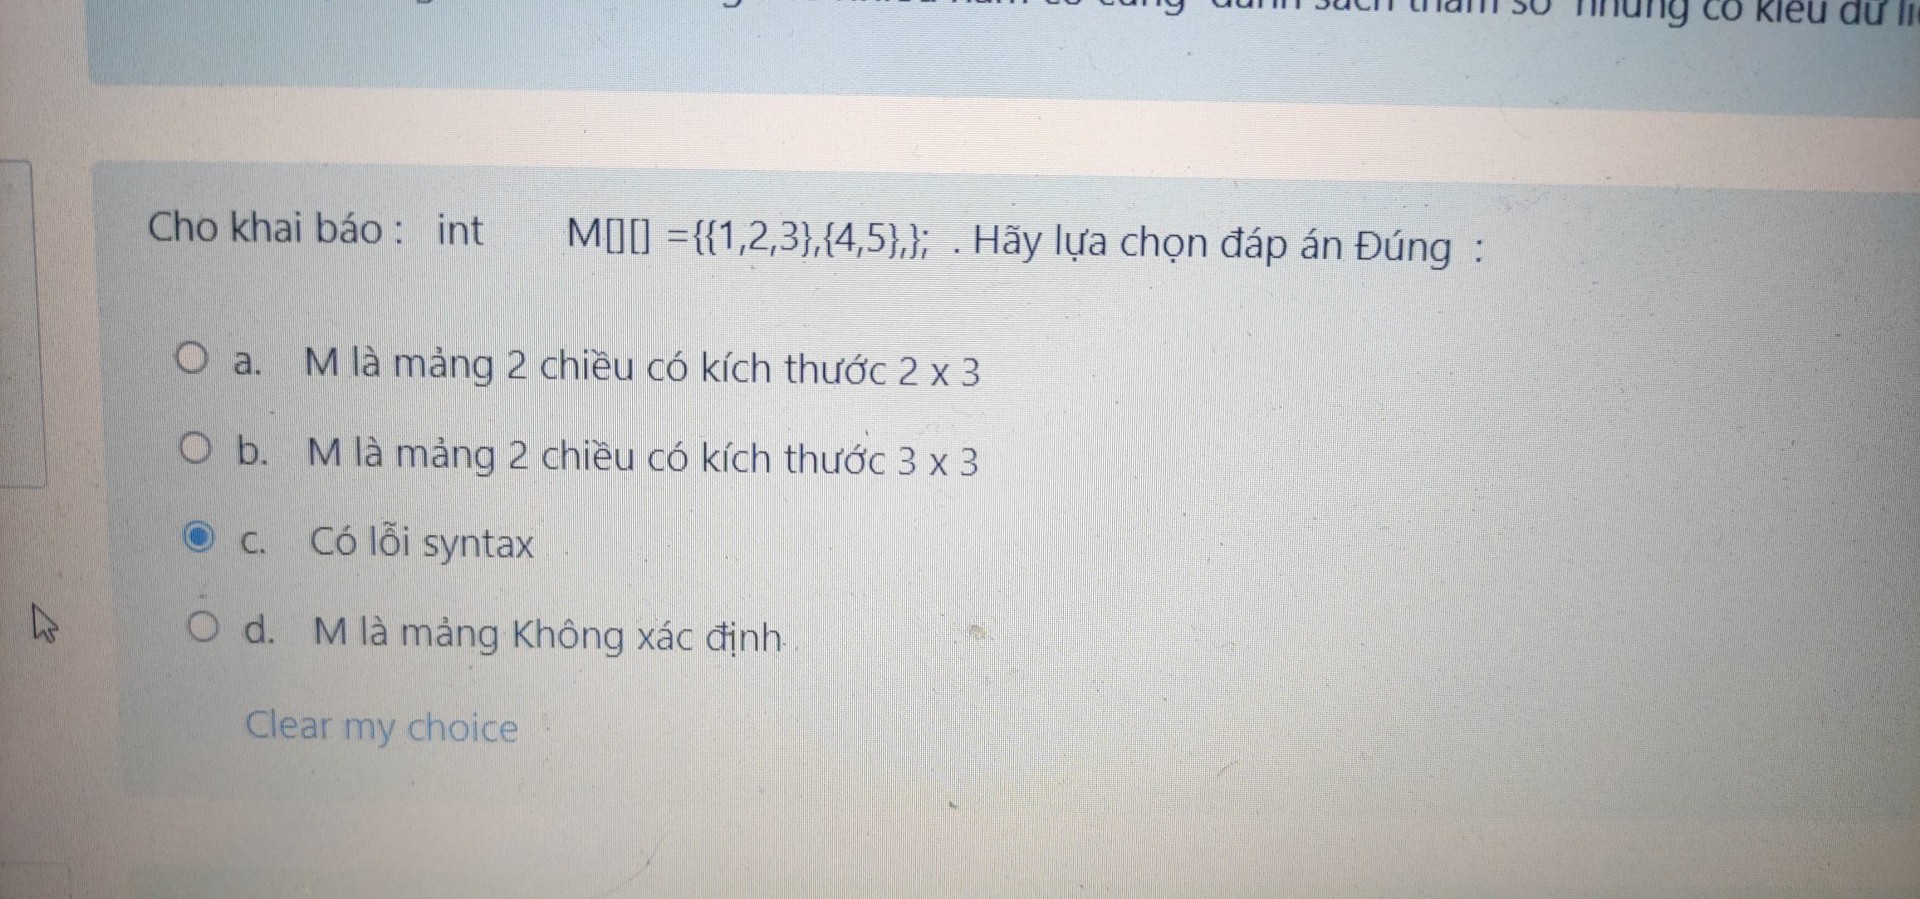 cùng danh sách tham số nhưng có kiểu dữ
Cho khai báo : int M[][] ={{1,2,3},{4,5},}; . Hãy lựa chọn đáp án Đúng :
a. M là mảng 2 chiều có kích thước 2 x 3
b. M là mảng 2 chiều có kích thước 3 x 3
c. Có lỗi syntax
d. M là mảng Không xác định
Clear my choice